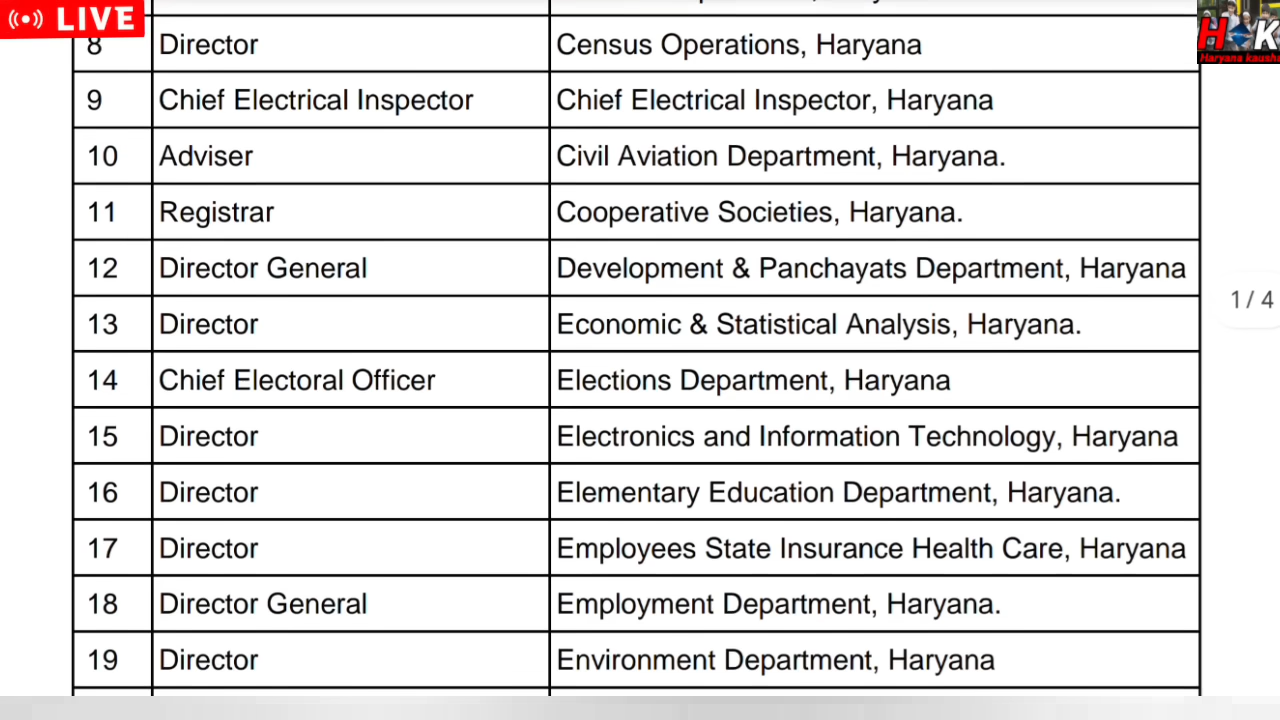 LIVE
8 Director Census Operations, Haryana
9 Chief Electrical Inspector Chief Electrical Inspector, Haryana
10 Adviser Civil Aviation Department, Haryana.
11 Registrar Cooperative Societies, Haryana.
12 Director General Development & Panchayats Department, Haryana
13 Director Economic & Statistical Analysis, Haryana.
14 Chief Electoral Officer Elections Department, Haryana
15 Director Electronics and Information Technology, Haryana
16 Director Elementary Education Department, Haryana.
17 Director Employees State Insurance Health Care, Haryana
18 Director General Employment Department, Haryana.
19 Director Environment Department, Haryana
1 / 4
H K
Haryana